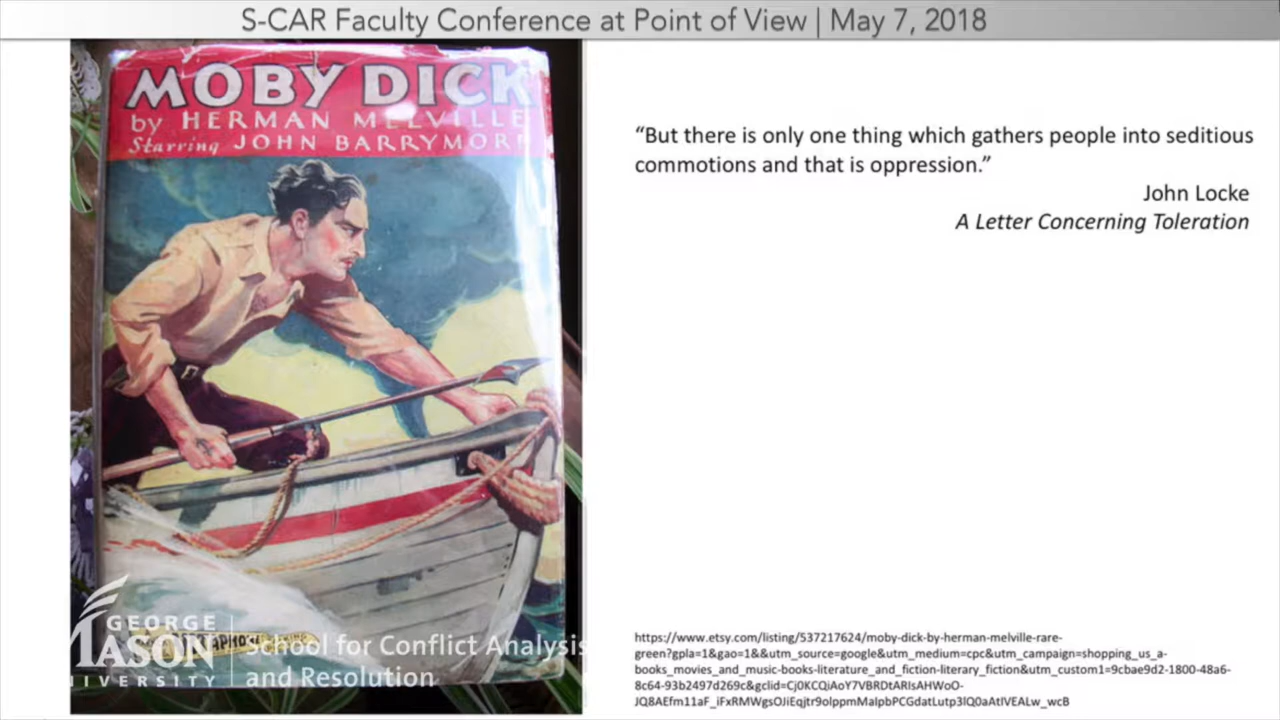 S-CAR Faculty Conference at Point of View | May 7, 2018
MOBY DICK
by HERMAN MELVILLE
Starring JOHN BARRYMORE
“But there is only one thing which gathers people into seditious
commotions and that is oppression.”
John Locke
A Letter Concerning Toleration
GEORGE
MASON
UNIVERSITY
School for Conflict Analysis
and Resolution
https://www.etsy.com/listing/537217624/moby-dick-by-herman-melville-rare-
green?gpla=1&gao=1&&utm_source=google&utm_medium=cpc&utm_campaign=shopping_us_a-
books_movies_and_music-books-literature_and_fiction-literary_fiction&utm_custom1=9cbae9d2-1800-48a6-
8c64-93b2497d269c&gclid=Cj0KCQiAoY7VBRDtARIsAHWoO-